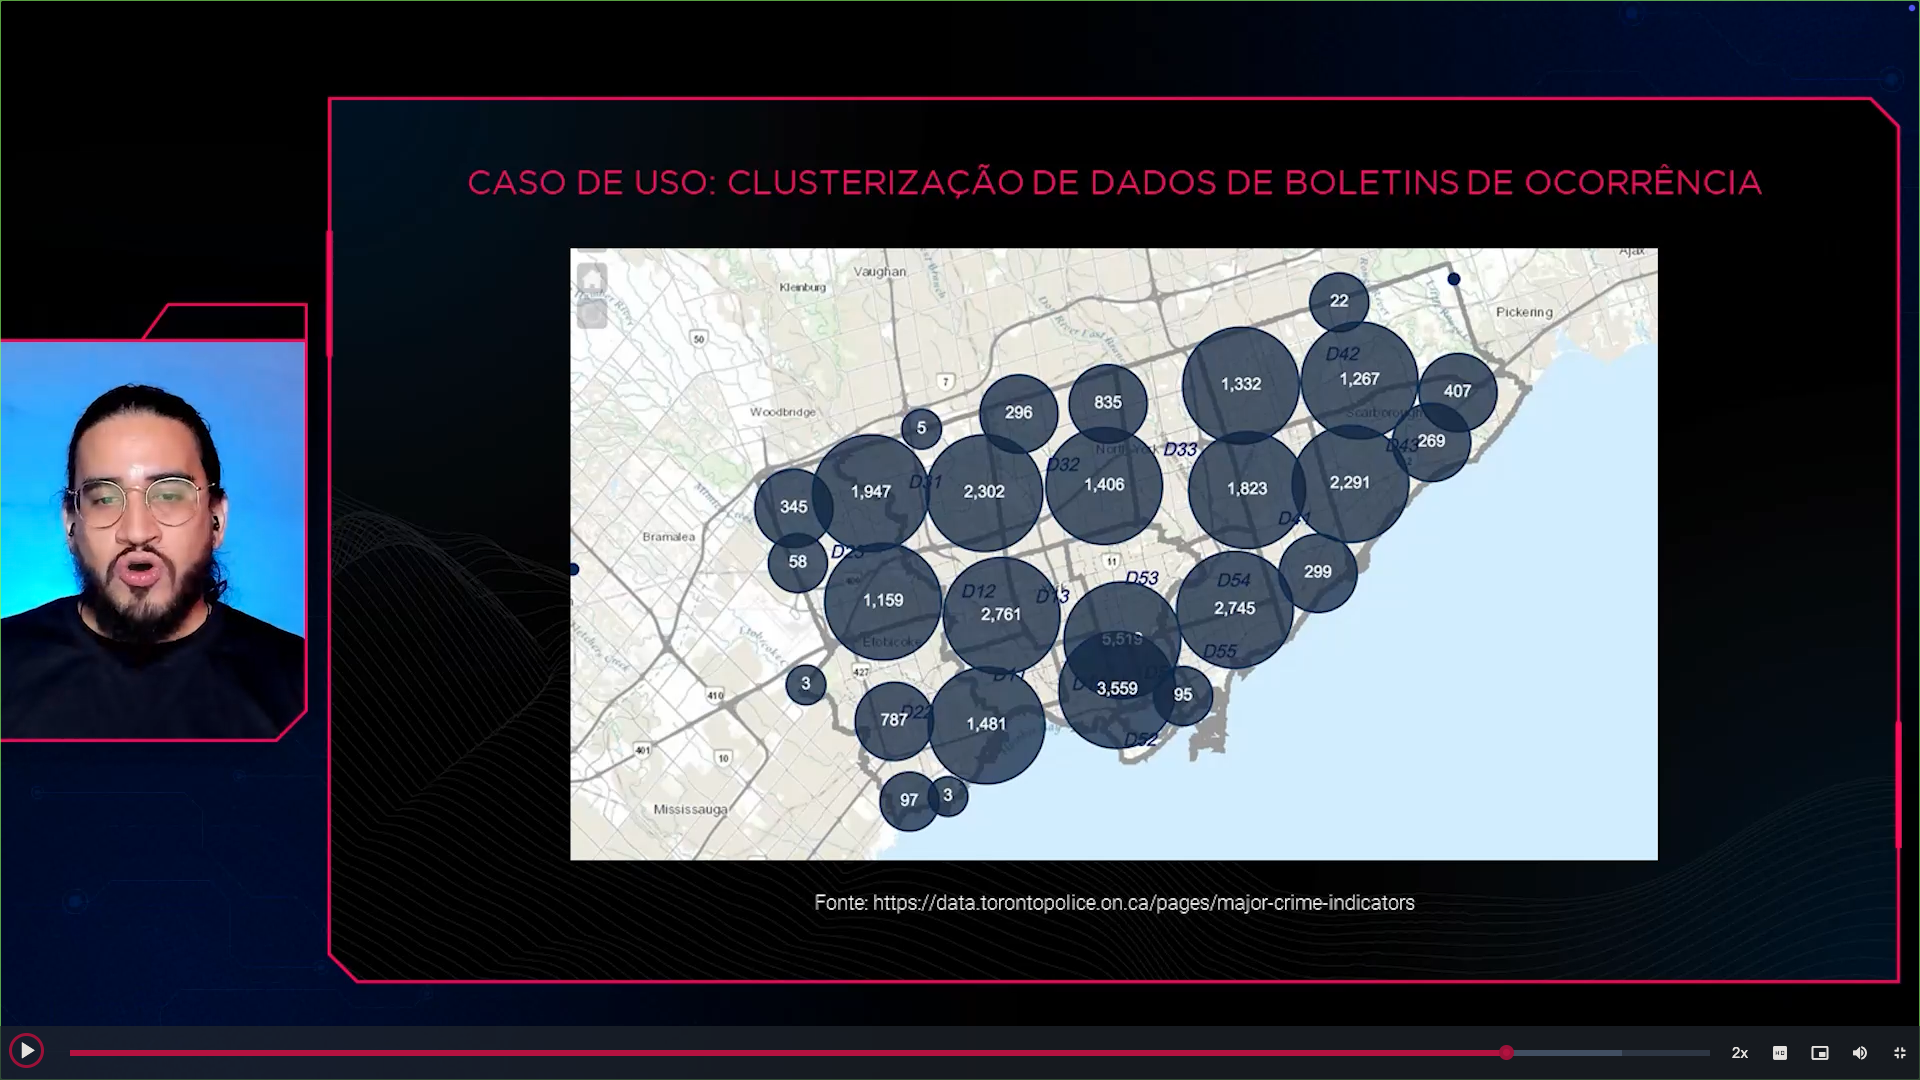 CASO DE USO: CLUSTERIZAÇÃO DE DADOS DE BOLETINS DE OCORRÊNCIA
Ajax
Vaughan
Kleinburg
22
Pickering
50
D42
7
1,332
1,267
407
296
835
Woodbridge
5
Scarborough
269
D43
D33
D32
1,947
D31
2,302
1,406
1,823
2,291
345
D41
Bramalea
58
D23
11
299
D53
D54
1,159
D12
D13
2,761
2,745
5,519
Etobicoke
D55
427
D11
3
3,559
95
410
787
D22
1,481
D52
401
10
97
3
Mississauga
Fonte: https://data.torontopolice.on.ca/pages/major-crime-indicators
2x
HD